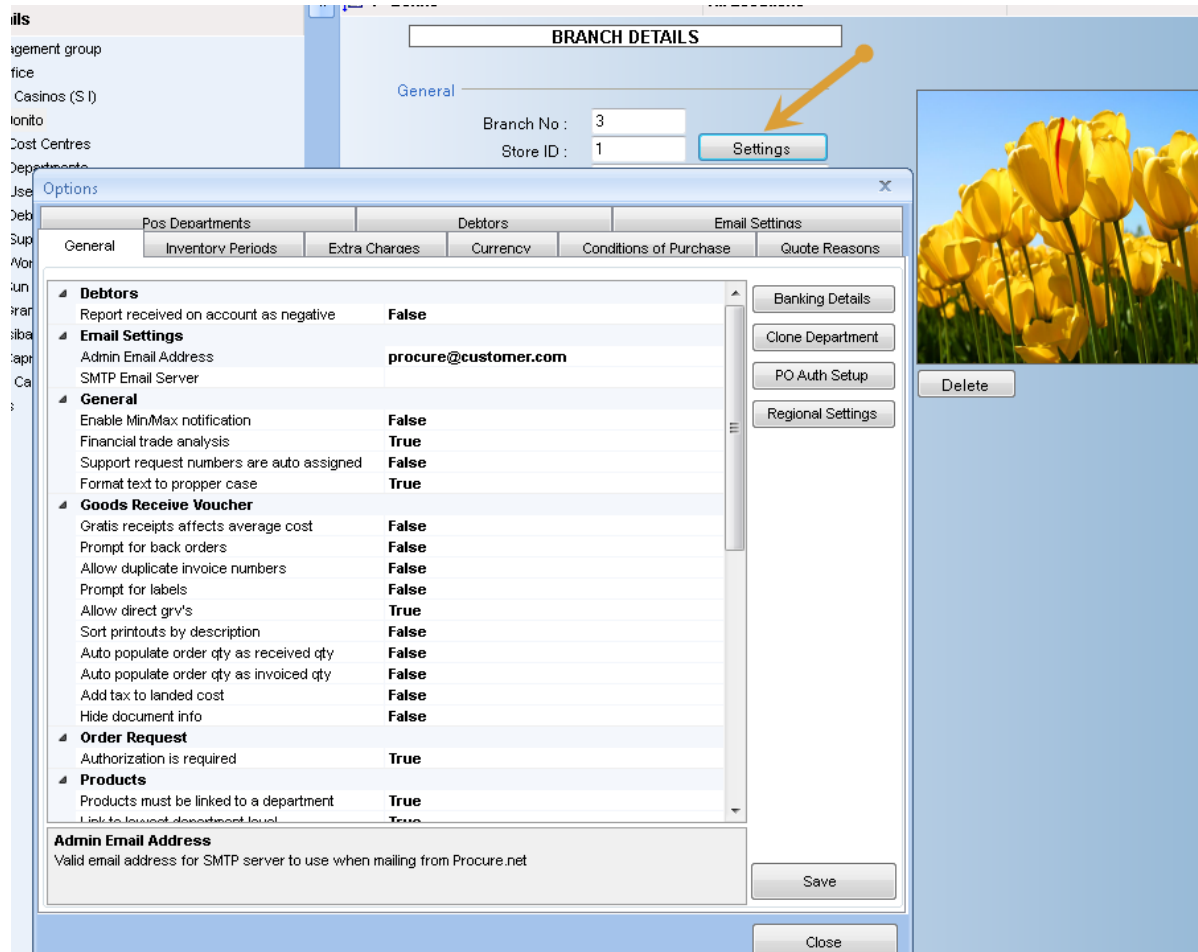 ils
BRANCH DETAILS
agement group
fice
General
Casinos (S I)
Branch No :
3
Cost Centres
Store ID :
1
Settings
Options
x
Pos Departments
Debtors
Email Settings
General
Inventory Periods
Extra Charges
Currency
Conditions of Purchase
Quote Reasons
Debtors
Report received on account as negative False
Email Settings
Admin Email Address procure@customer.com
SMTP Email Server
General
Enable Min/Max notification False
Financial trade analysis True
Support request numbers are auto assigned False
Format text to propper case True
Goods Receive Voucher
Gratis receipts affects average cost False
Prompt for back orders False
Allow duplicate invoice numbers False
Prompt for labels False
Allow direct grv's True
Sort printouts by description False
Auto populate order qty as received qty False
Auto populate order qty as invoiced qty False
Add tax to landed cost False
Hide document info False
Order Request
Authorization is required True
Products
Products must be linked to a department True
Link to lowest department level True
Banking Details
Clone Department
PO Auth Setup
Regional Settings
Delete
Admin Email Address
Valid email address for SMTP server to use when mailing from Procure.net
Save
Close